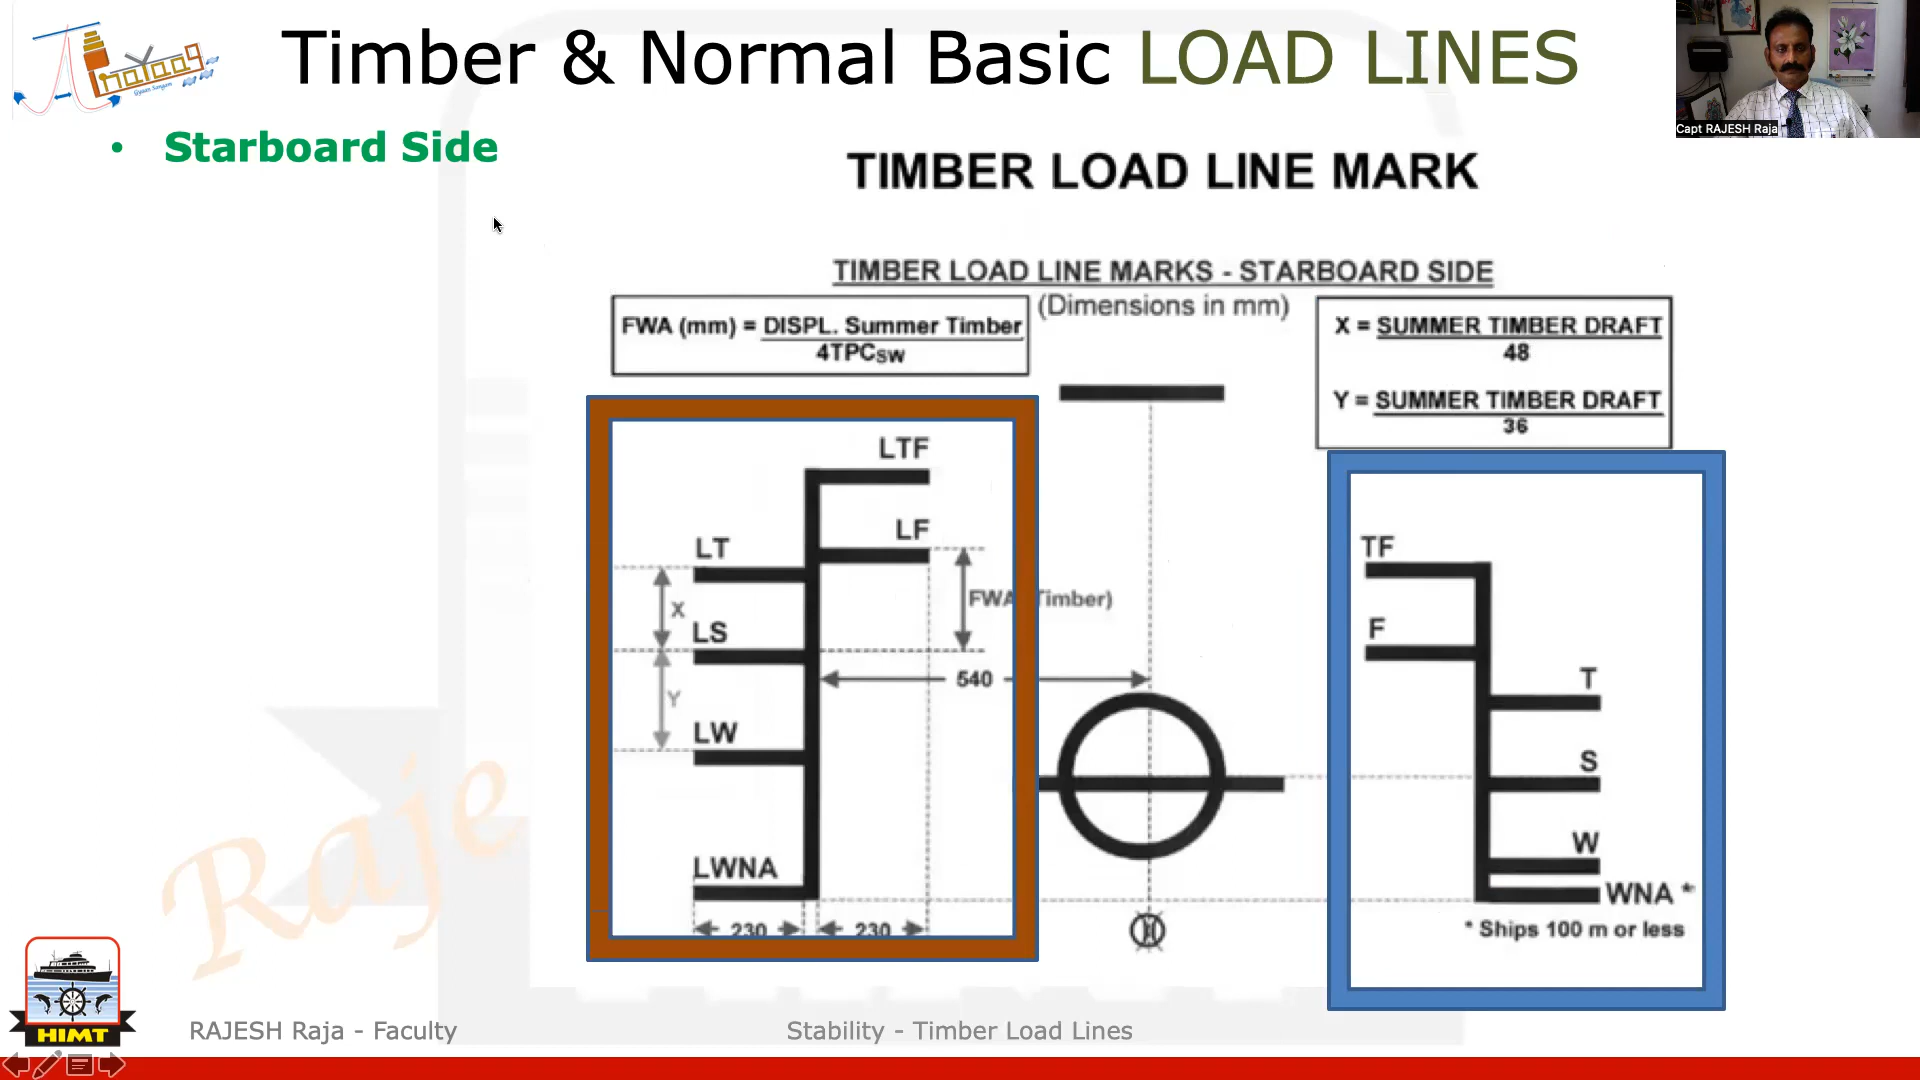 Timber & Normal Basic LOAD LINES
Capt RAJESH Raja
• Starboard Side
TIMBER LOAD LINE MARK
TIMBER LOAD LINE MARKS - STARBOARD SIDE
(Dimensions in mm)
FWA (mm) = DISPL. Summer Timber
4TPCSW
X = SUMMER TIMBER DRAFT
48
Y = SUMMER TIMBER DRAFT
36
LTF
LF
LT
X
FWA Timber)
LS
540
Y
LW
LWNA
230
230
TF
F
T
S
W
WNA *
* Ships 100 m or less
Raje
HIMT
RAJESH Raja - Faculty
Stability - Timber Load Lines